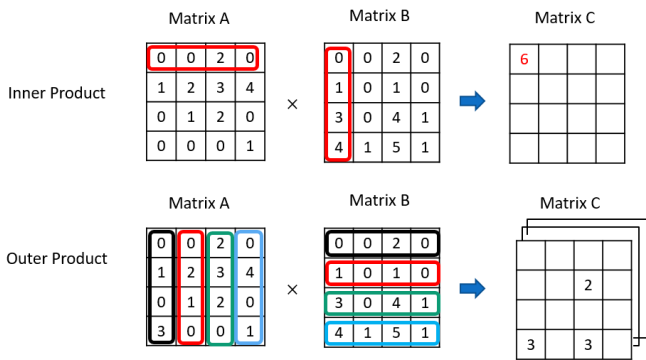 Matrix A Matrix B Matrix C
Inner Product
0 0 2 0
1 2 3 4
0 1 2 0
0 0 0 1
×
0 0 2 0
1 0 1 0
3 0 4 1
4 1 5 1
6
Matrix A Matrix B Matrix C
Outer Product
0 0 2 0
1 2 3 4
0 1 2 0
3 0 0 1
×
0 0 2 0
1 0 1 0
3 0 4 1
4 1 5 1
2
3 3